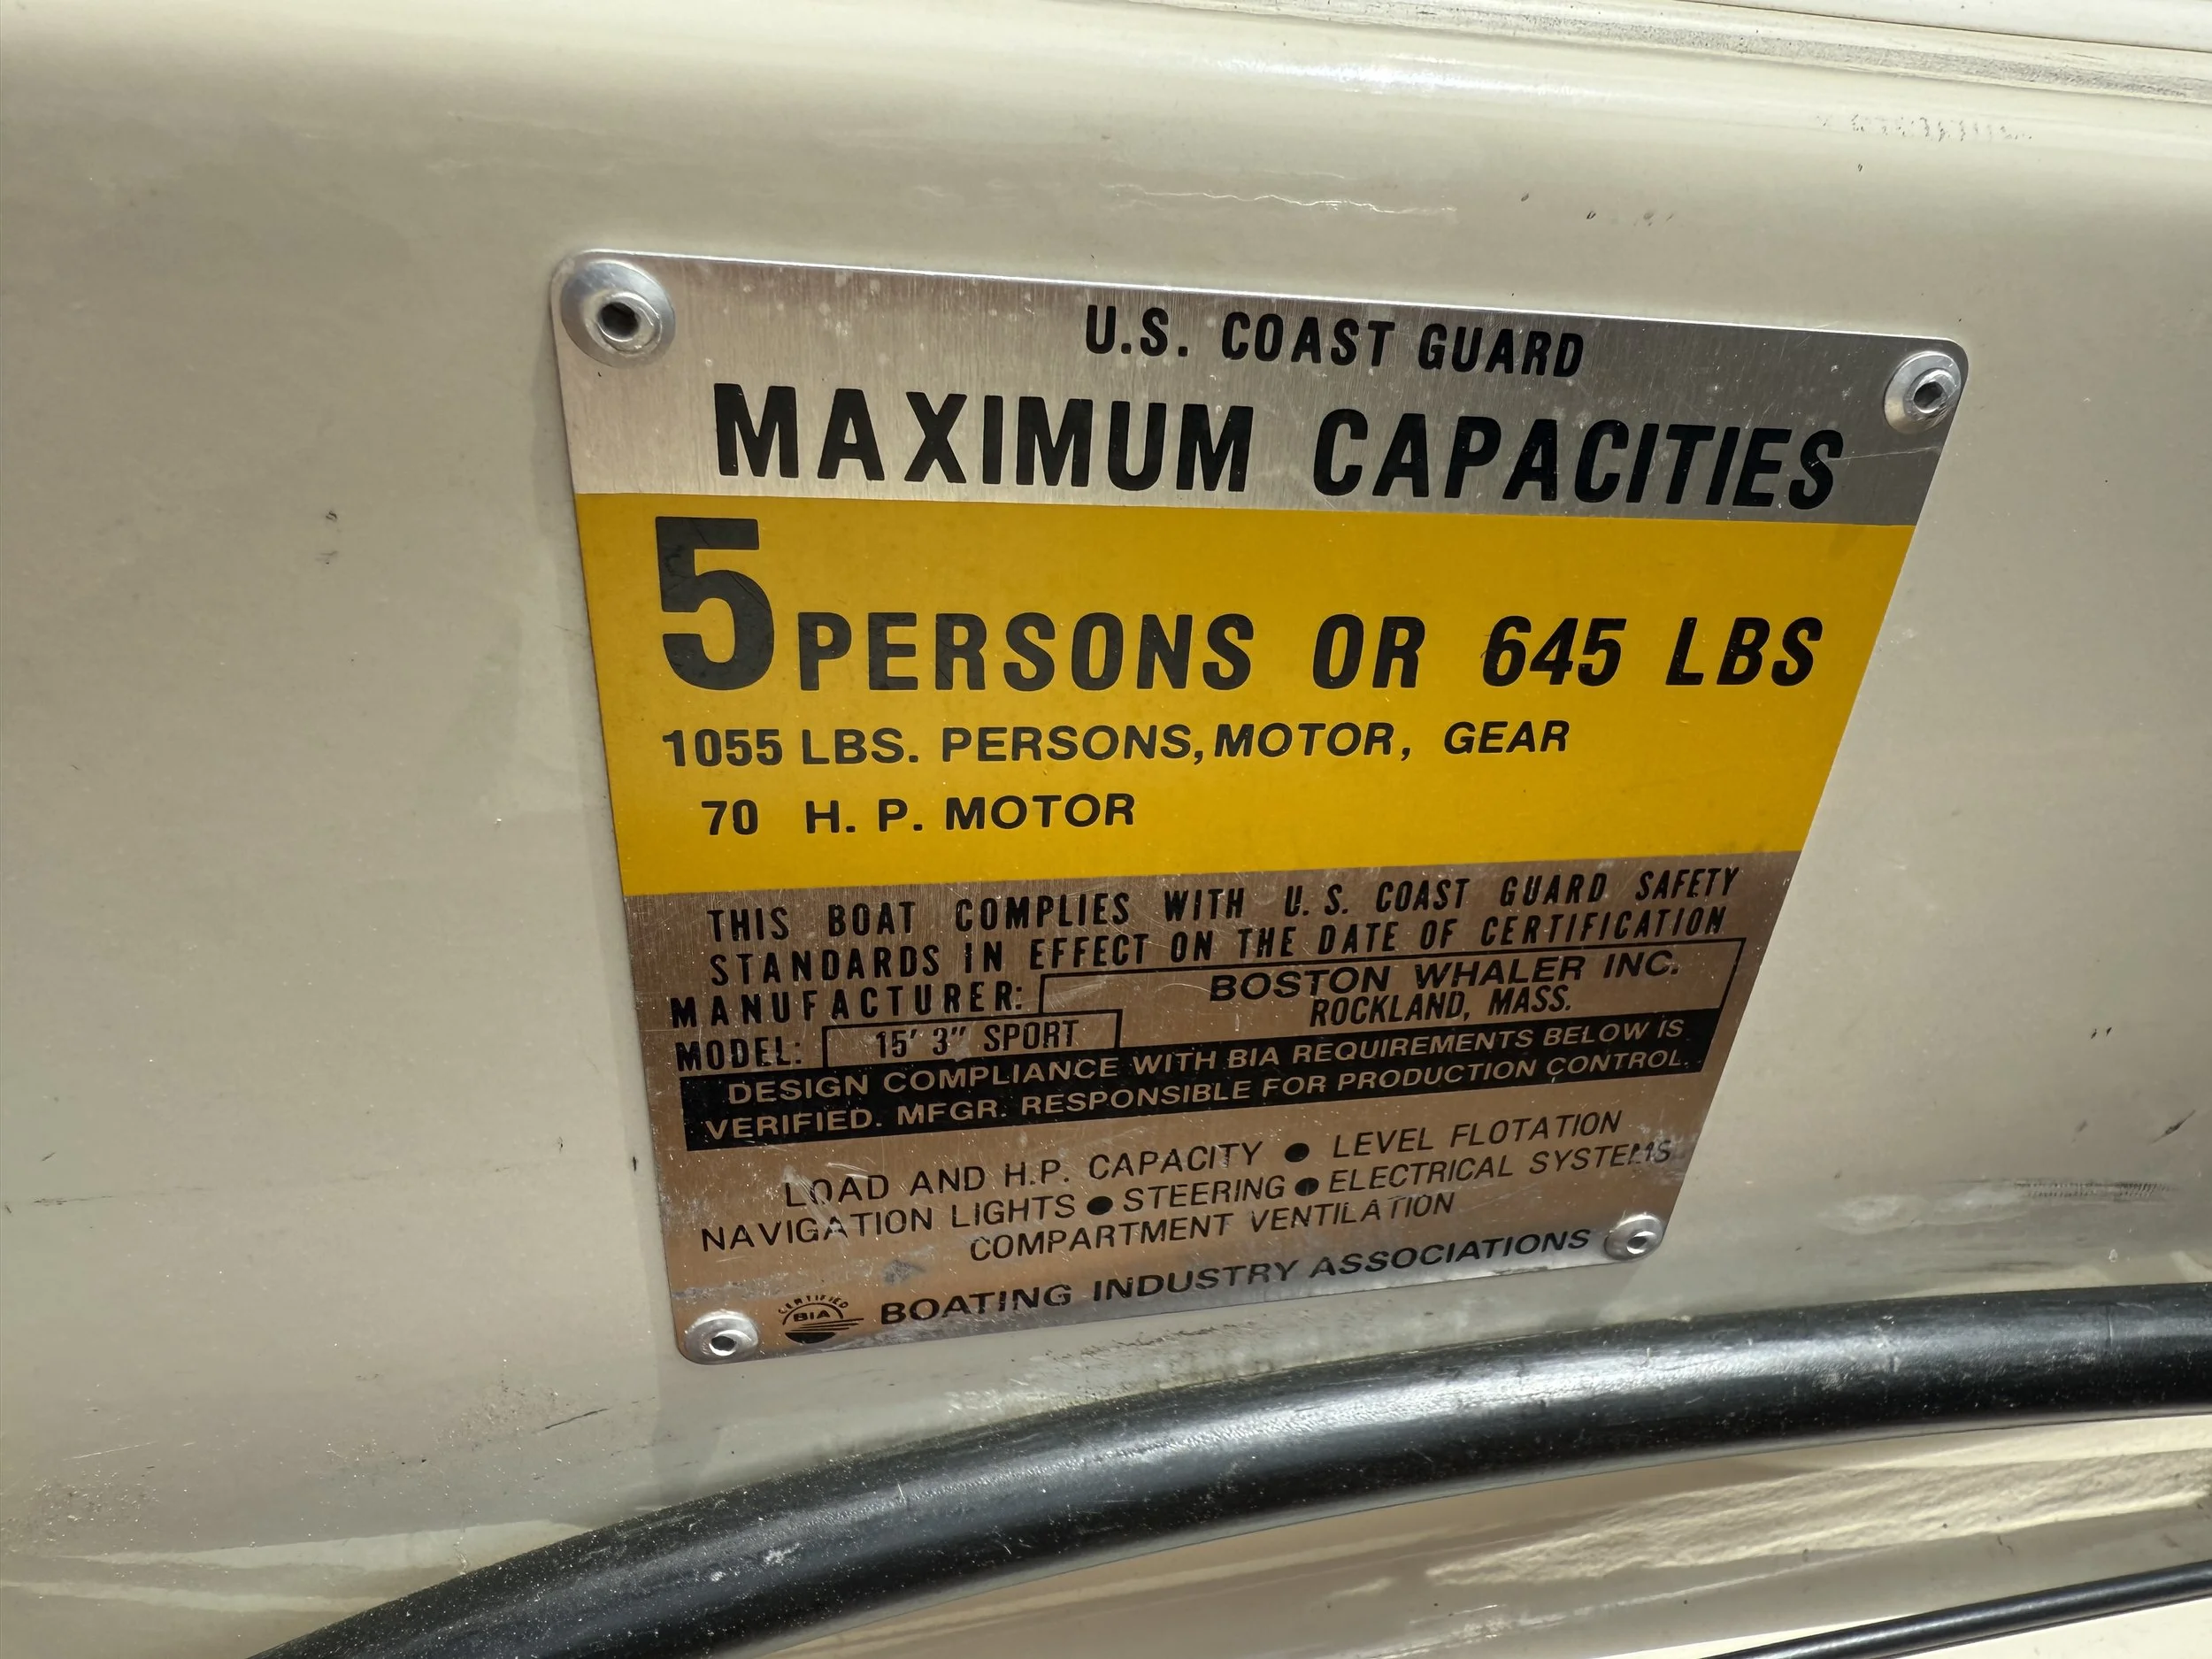 U.S. COAST GUARD
MAXIMUM CAPACITIES
5 PERSONS OR 645 LBS
1055 LBS. PERSONS, MOTOR, GEAR
70 H. P. MOTOR
THIS BOAT COMPLIES WITH U. S. COAST GUARD SAFETY
STANDARDS IN EFFECT ON THE DATE OF CERTIFICATION
MANUFACTURER: BOSTON WHALER INC.
ROCKLAND, MASS.
MODEL: 15' 3" SPORT
DESIGN COMPLIANCE WITH BIA REQUIREMENTS BELOW IS
VERIFIED. MFGR. RESPONSIBLE FOR PRODUCTION CONTROL.
LOAD AND H.P. CAPACITY ● LEVEL FLOTATION
NAVIGATION LIGHTS ● STEERING ● ELECTRICAL SYSTEMS
COMPARTMENT VENTILATION
CERTIFIED
BIA
BOATING INDUSTRY ASSOCIATIONS